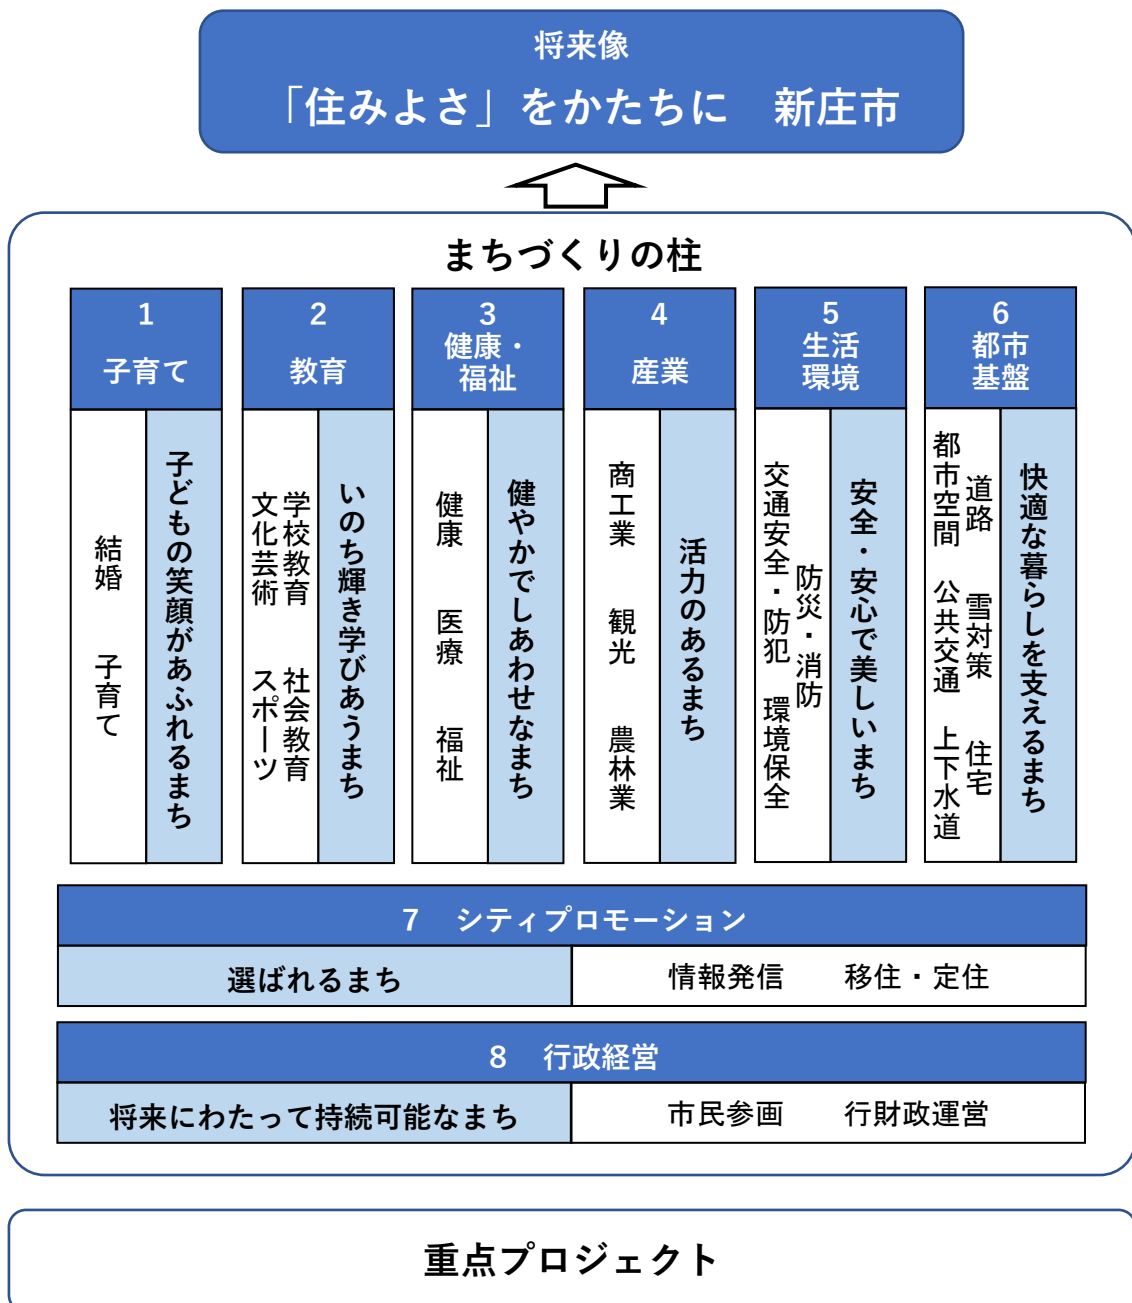 将来像
「住みよさ」をかたちに　新庄市
まちづくりの柱
1
子育て
子どもの笑顔があふれるまち
結婚　子育て
2
教育
いのち輝き学びあうまち
学校教育　社会教育
文化芸術　スポーツ
3
健康・
福祉
健やかでしあわせなまち
健康　医療　福祉
4
産業
活力のあるまち
商工業　観光　農林業
5
生活
環境
安全・安心で美しいまち
防災・消防
交通安全・防犯　環境保全
6
都市
基盤
快適な暮らしを支えるまち
道路　雪対策　住宅
都市空間　公共交通　上下水道
7　シティプロモーション
選ばれるまち
情報発信　移住・定住
8　行政経営
将来にわたって持続可能なまち
市民参画　行財政運営
重点プロジェクト